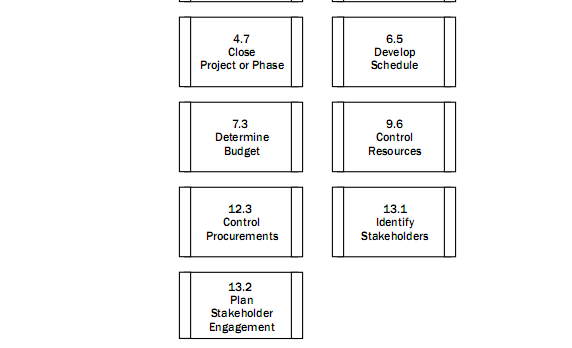 4.7
Close
Project or Phase
6.5
Develop
Schedule
7.3
Determine
Budget
9.6
Control
Resources
12.3
Control
Procurements
13.1
Identify
Stakeholders
13.2
Plan
Stakeholder
Engagement